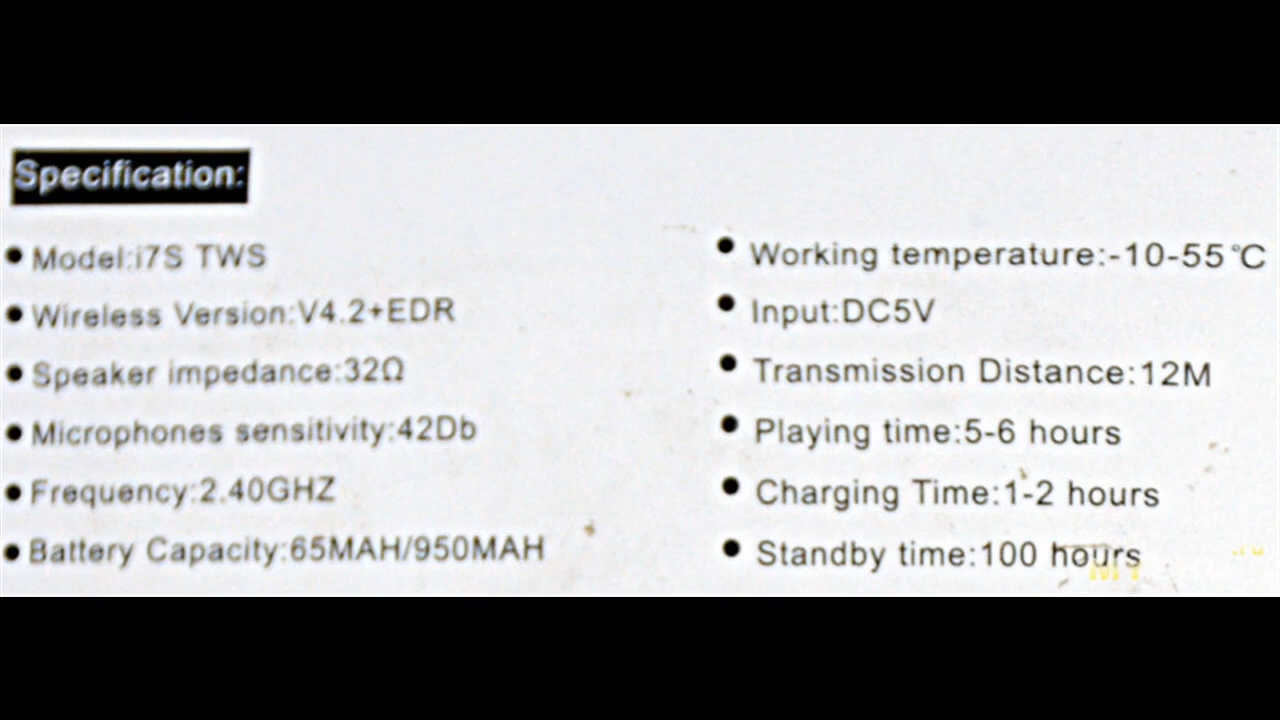 Specification:
● Model:i7S TWS
● Wireless Version:V4.2+EDR
● Speaker impedance:32Ω
● Microphones sensitivity:42Db
● Frequency:2.40GHZ
● Battery Capacity:65MAH/950MAH
● Working temperature:-10-55℃
● Input:DC5V
● Transmission Distance:12M
● Playing time:5-6 hours
● Charging Time:1-2 hours
● Standby time:100 hours